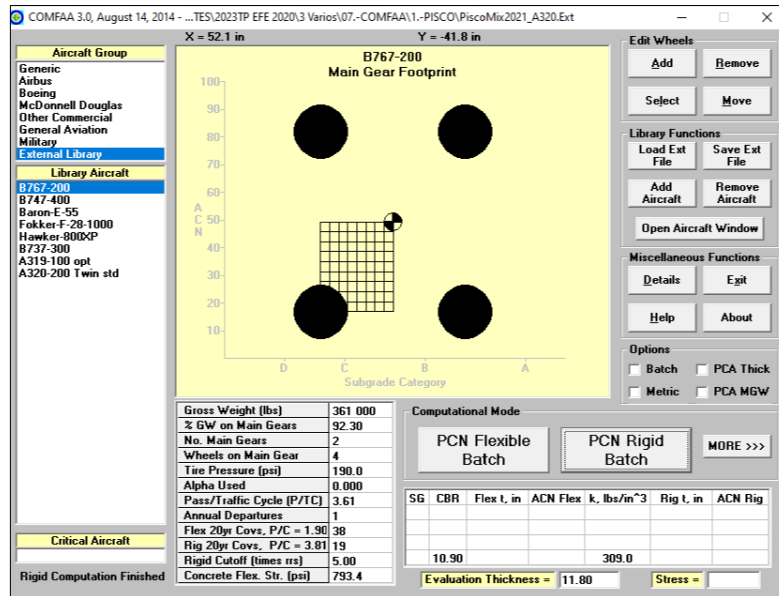 COMFAA 3.0, August 14, 2014 - ...TES\2023TP EFE 2020\3 Varios\07.-COMFAA\1.-PISCO\PiscoMix2021_A320.Ext
X = 52.1 in Y = -41.8 in
Aircraft Group
Generic
Airbus
Boeing
McDonnell Douglas
Other Commercial
General Aviation
Military
External Library
Library Aircraft
B767-200
B747-400
Baron-E-55
Fokker-F-28-1000
Hawker-800XP
B737-300
A319-100 opt
A320-200 Twin std
Critical Aircraft
Rigid Computation Finished
B767-200
Main Gear Footprint
100
90
80
70
60
50
40
30
20
10
A
C
N
D C B A
Subgrade Category
Gross Weight (lbs) 361 000
% GW on Main Gears 92.30
No. Main Gears 2
Wheels on Main Gear 4
Tire Pressure (psi) 190.0
Alpha Used 0.000
Pass/Traffic Cycle (P/TC) 3.61
Annual Departures 1
Flex 20yr Covs, P/C = 1.90 38
Rig 20yr Covs, P/C = 3.81 19
Rigid Cutoff (times rrs) 5.00
Concrete Flex. Str. (psi) 793.4
Edit Wheels
Add Remove
Select Move
Library Functions
Load Ext File Save Ext File
Add Aircraft Remove Aircraft
Open Aircraft Window
Miscellaneous Functions
Details Exit
Help About
Options
Batch PCA Thick
Metric PCA MGW
Computational Mode
PCN Flexible Batch PCN Rigid Batch MORE >>>
SG CBR Flex t, in ACN Flex k, lbs/in^3 Rig t, in ACN Rig
10.90 309.0
Evaluation Thickness = 11.80 Stress =